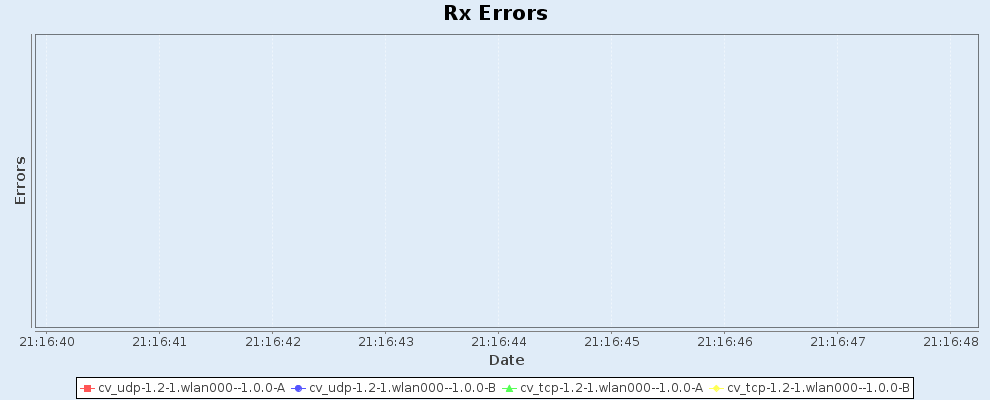 Rx Errors
Errors
21:16:40 21:16:41 21:16:42 21:16:43 21:16:44 21:16:45 21:16:46 21:16:47 21:16:48
Date
cv_udp-1.2-1.wlan000--1.0.0-A cv_udp-1.2-1.wlan000--1.0.0-B cv_tcp-1.2-1.wlan000--1.0.0-A cv_tcp-1.2-1.wlan000--1.0.0-B